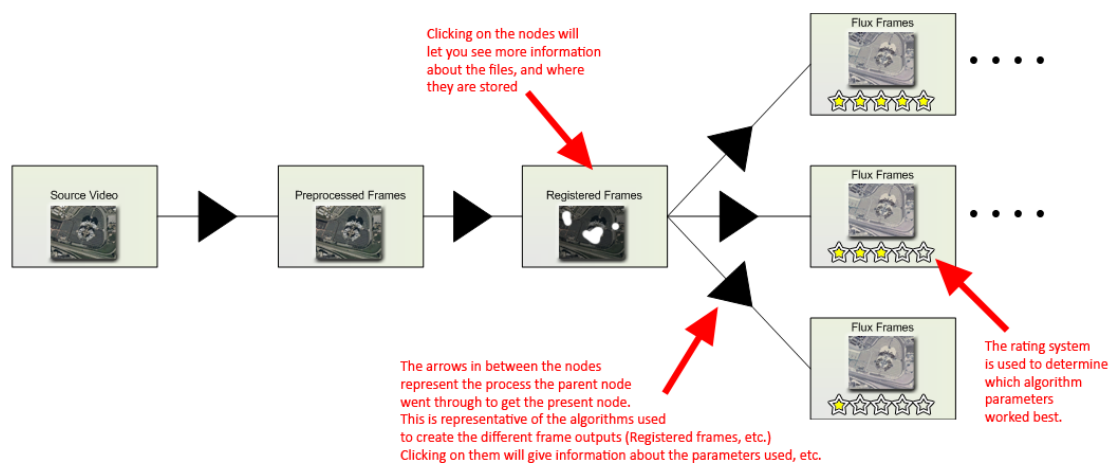 Flux Frames
Clicking on the nodes will
let you see more information
about the files, and where
they are stored
Source Video
Preprocessed Frames
Registered Frames
Flux Frames
Flux Frames
The arrows in between the nodes
represent the process the parent node
went through to get the present node.
This is representative of the algorithms used
to create the different frame outputs (Registered frames, etc.)
Clicking on them will give information about the parameters used, etc.
The rating system
is used to determine
which algorithm
parameters
worked best.